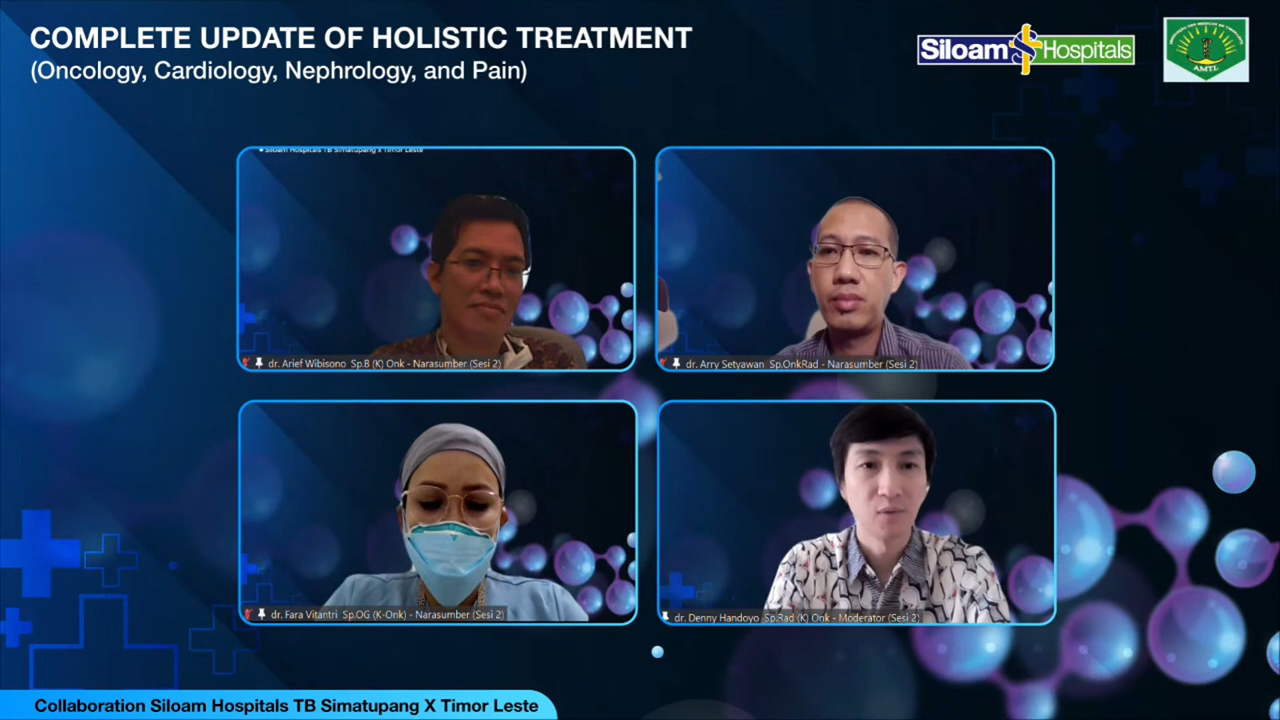 COMPLETE UPDATE OF HOLISTIC TREATMENT
(Oncology, Cardiology, Nephrology, and Pain)
Siloam Hospitals
AMTL
Siloam Hospitals TB Simatupang X Timor Leste
dr. Arief Wibisono Sp.B (K) Onk - Narasumber (Sesi 2)
dr. Arry Setyawan Sp.OnkRad - Narasumber (Sesi 2)
dr. Fara Vitantri Sp.OG (K-Onk) - Narasumber (Sesi 2)
dr. Denny Handoyo Sp.Rad (K) Onk - Moderator (Sesi 2)
Collaboration Siloam Hospitals TB Simatupang X Timor Leste